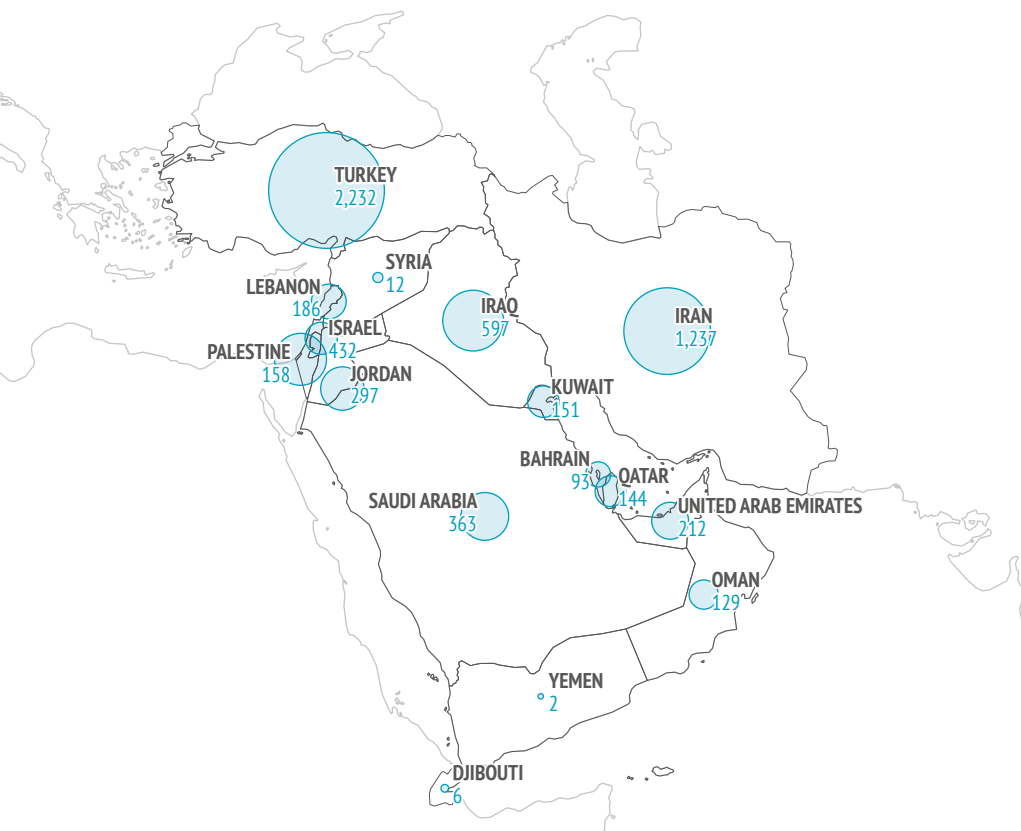 TURKEY
2,232
SYRIA
12
LEBANON
186
IRAQ
597
IRAN
1,237
ISRAEL
432
PALESTINE
158
JORDAN
297
KUWAIT
151
BAHRAIN
93
QATAR
144
SAUDI ARABIA
363
UNITED ARAB EMIRATES
212
OMAN
129
YEMEN
2
DJIBOUTI
6